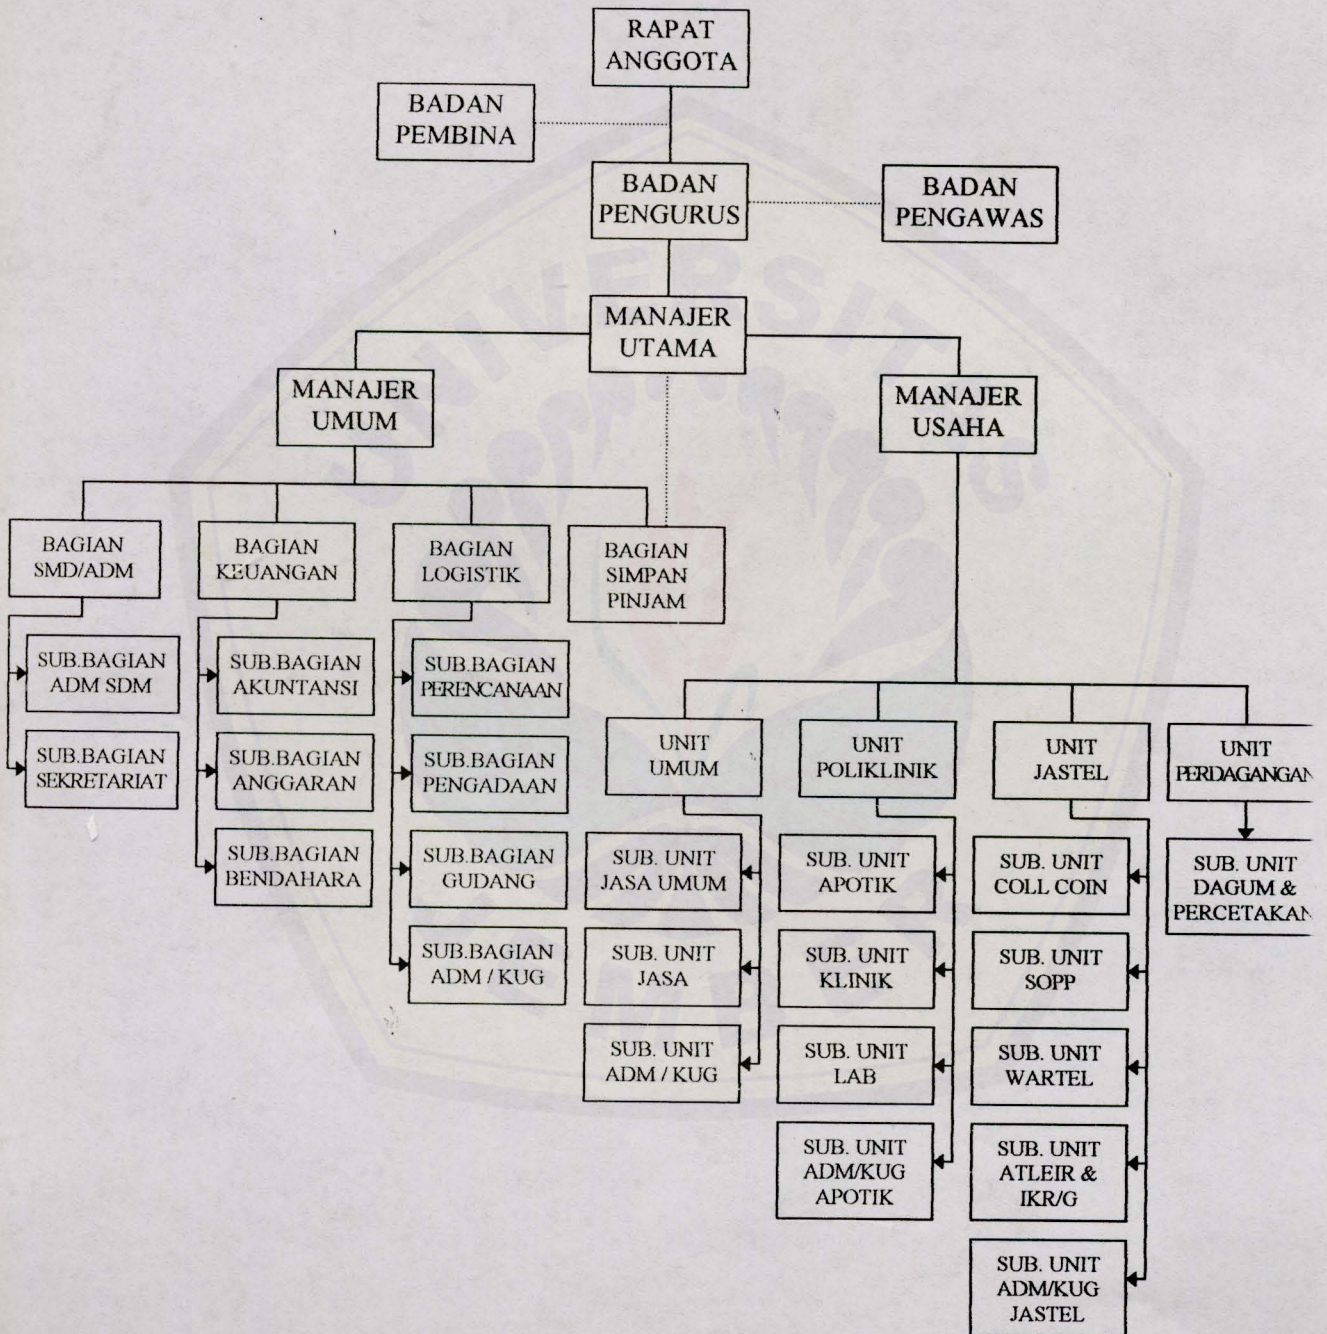 RAPAT
ANGGOTA
BADAN
PEMBINA
BADAN
PENGURUS
BADAN
PENGAWAS
MANAJER
UTAMA
MANAJER
UMUM
MANAJER
USAHA
BAGIAN
SMD/ADM
BAGIAN
KEUANGAN
BAGIAN
LOGISTIK
BAGIAN
SIMPAN
PINJAM
SUB.BAGIAN
ADM SDM
SUB.BAGIAN
SEKRETARIAT
SUB.BAGIAN
AKUNTANSI
SUB.BAGIAN
ANGGARAN
SUB.BAGIAN
BENDAHARA
SUB.BAGIAN
PERENCANAAN
SUB.BAGIAN
PENGADAAN
SUB.BAGIAN
GUDANG
SUB.BAGIAN
ADM / KUG
UNIT
UMUM
UNIT
POLIKLINIK
UNIT
JASTEL
UNIT
PERDAGANGAN
SUB. UNIT
JASA UMUM
SUB. UNIT
JASA
SUB. UNIT
ADM / KUG
SUB. UNIT
APOTIK
SUB. UNIT
KLINIK
SUB. UNIT
LAB
SUB. UNIT
ADM/KUG
APOTIK
SUB. UNIT
COLL COIN
SUB. UNIT
SOPP
SUB. UNIT
WARTEL
SUB. UNIT
ATLEIR &
IKR/G
SUB. UNIT
ADM/KUG
JASTEL
SUB. UNIT
DAGUM &
PERCETAKAN
UNIVERSITAS
JEMBER